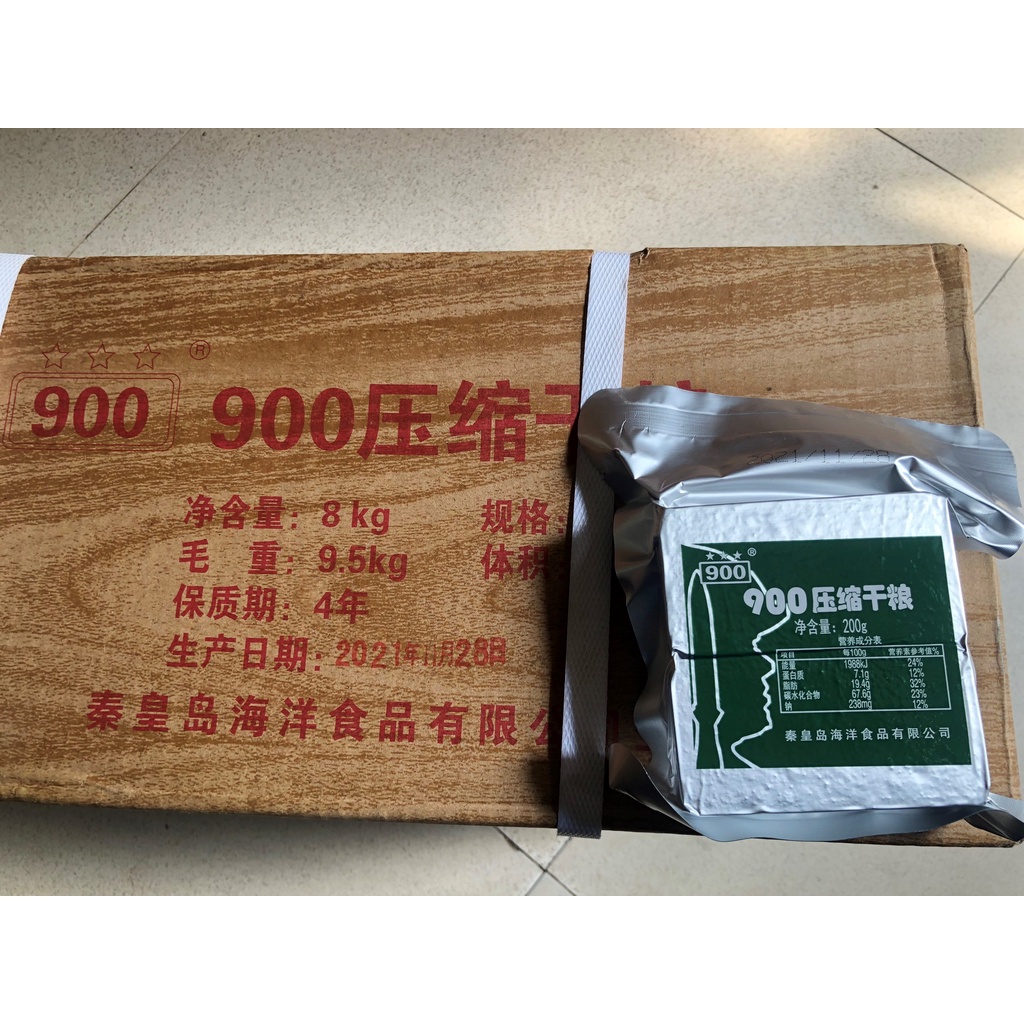 ★★★ ®
900
900压缩干粮
净含量：8kg
规格：
毛 重：9.5kg
体积：
保质期：4年
生产日期：2021年11月28日
秦皇岛海洋食品有限公司
2021/11/28
★★★ ®
900
900压缩干粮
净含量：200g
营养成分表
项目 每100g 营养素参考值%
能量 1988kJ 24%
蛋白质 7.1g 12%
脂肪 19.4g 32%
碳水化合物 67.6g 23%
钠 238mg 12%
秦皇岛海洋食品有限公司